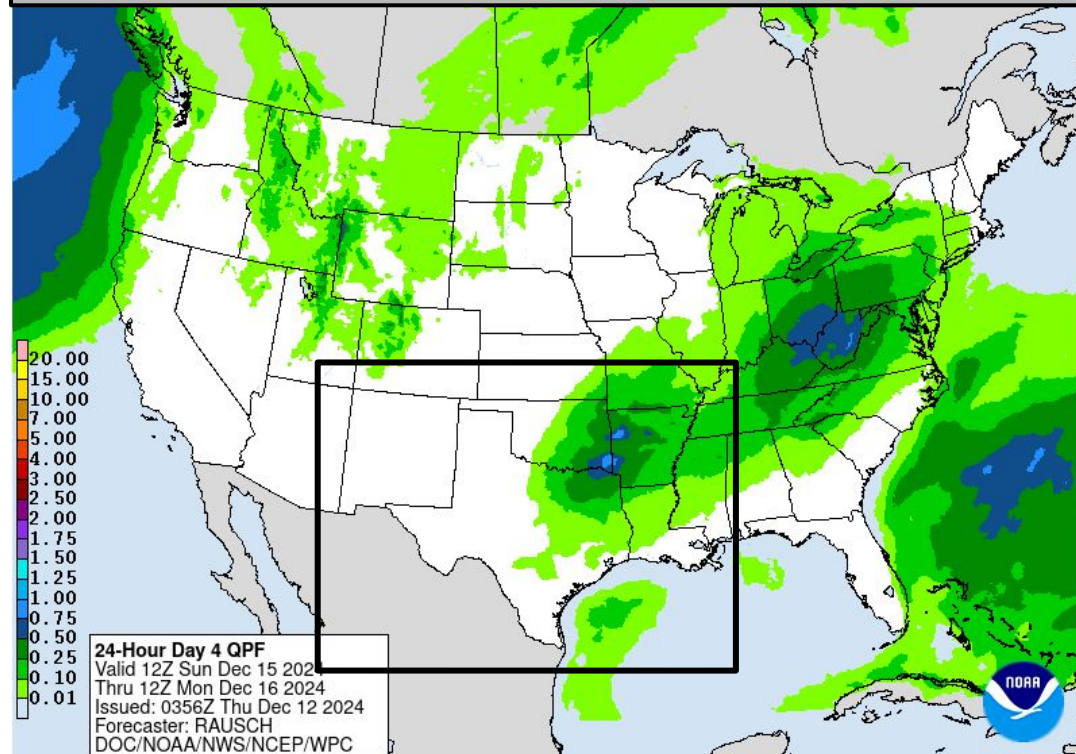 20.00
15.00
10.00
7.00
5.00
4.00
3.00
2.50
2.00
1.75
1.50
1.25
1.00
0.75
0.50
0.25
0.10
0.01
24-Hour Day 4 QPF
Valid 12Z Sun Dec 15 2024
Thru 12Z Mon Dec 16 2024
Issued: 0356Z Thu Dec 12 2024
Forecaster: RAUSCH
DOC/NOAA/NWS/NCEP/WPC
NOAA